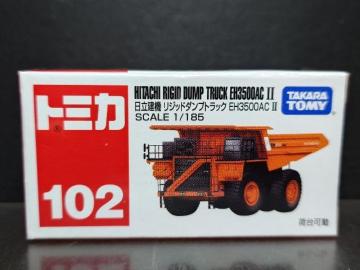 HITACHI RIGID DUMP TRUCK EH3500AC II
日立建機 リジッドダンプトラック EH3500AC II
SCALE 1/185
TAKARA
TOMY
トミカ
102
荷台可動